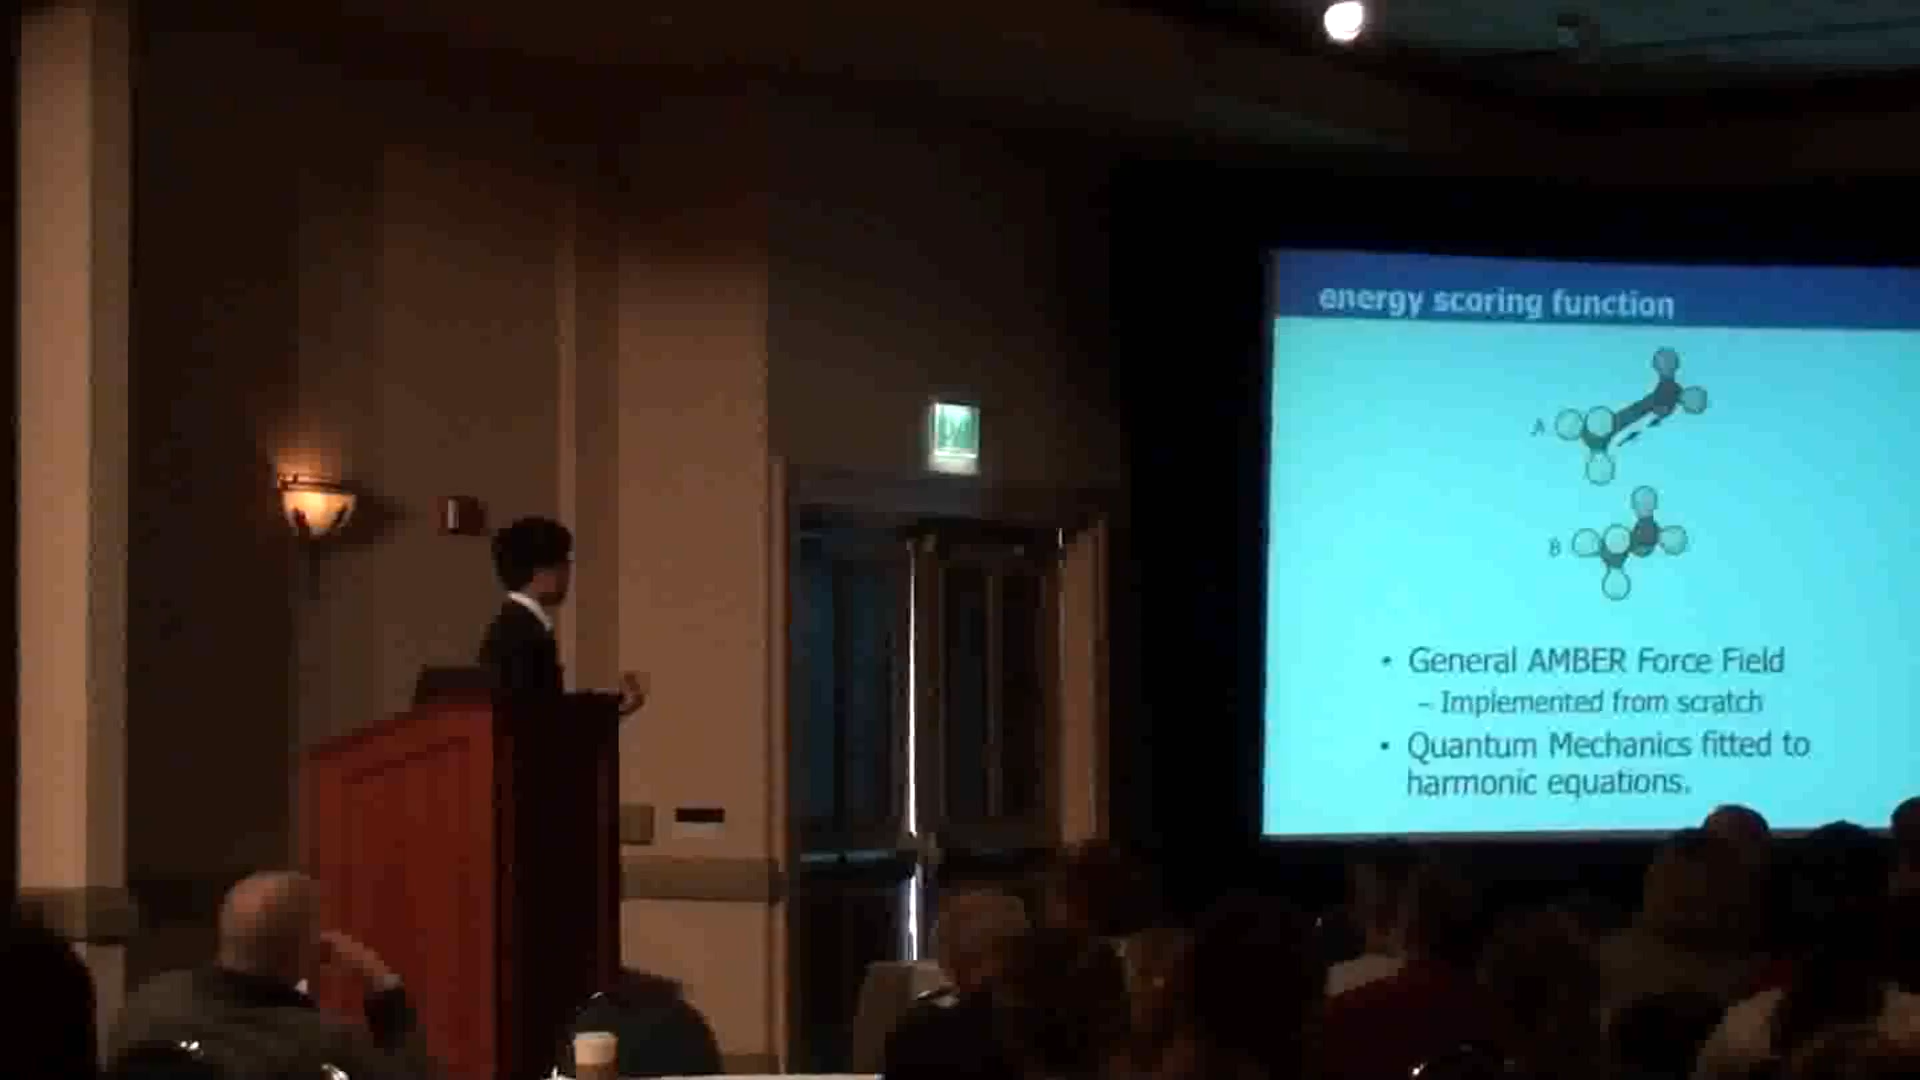 energy scoring function
A
B
• General AMBER Force Field
– Implemented from scratch
• Quantum Mechanics fitted to
harmonic equations.